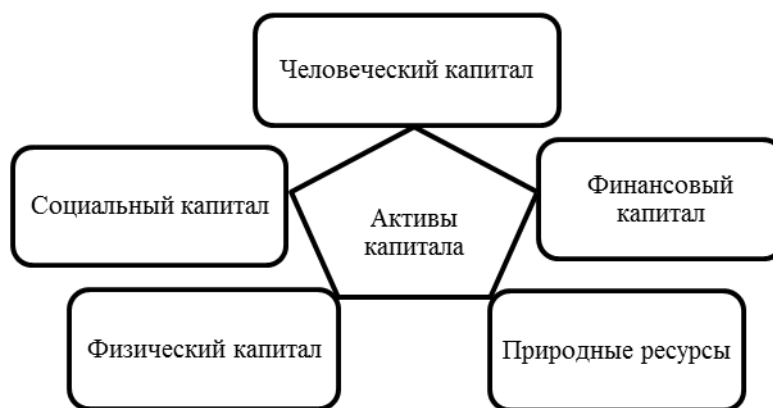 Человеческий капитал
Социальный капитал
Финансовый
капитал
Активы
капитала
Физический капитал
Природные ресурсы